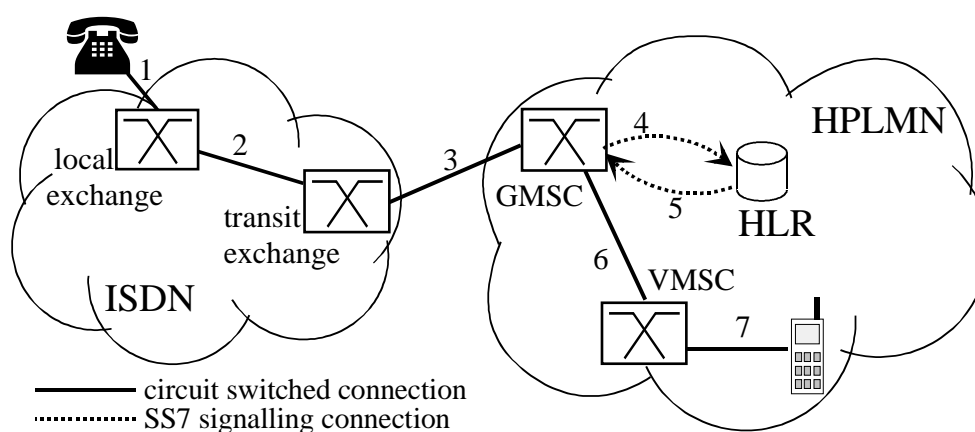 1
local
exchange
2
transit
exchange
ISDN
3
GMSC
4
5
HLR
HPLMN
6
VMSC
7
circuit switched connection
SS7 signalling connection